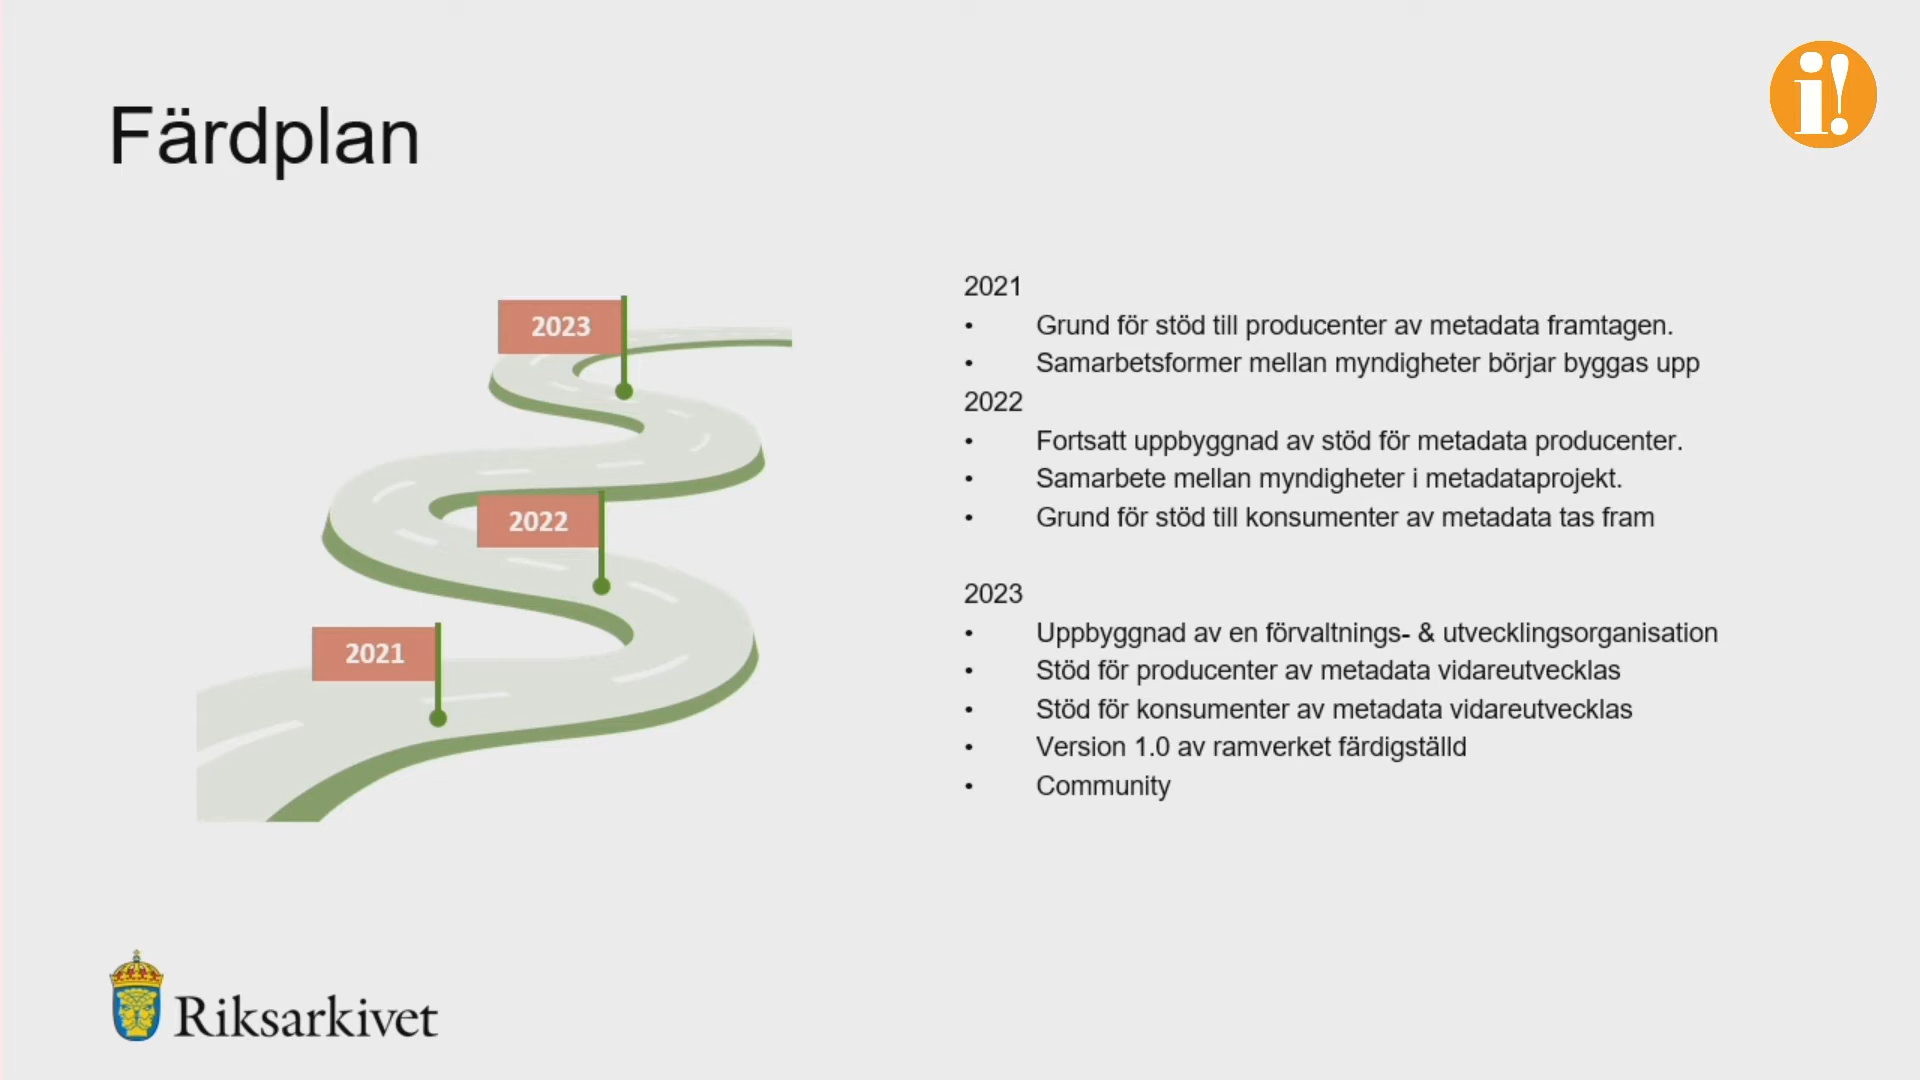 Färdplan
i!
2023
2022
2021
2021
• Grund för stöd till producenter av metadata framtagen.
• Samarbetsformer mellan myndigheter börjar byggas upp
2022
• Fortsatt uppbyggnad av stöd för metadata producenter.
• Samarbete mellan myndigheter i metadataprojekt.
• Grund för stöd till konsumenter av metadata tas fram
2023
• Uppbyggnad av en förvaltnings- & utvecklingsorganisation
• Stöd för producenter av metadata vidareutvecklas
• Stöd för konsumenter av metadata vidareutvecklas
• Version 1.0 av ramverket färdigställd
• Community
Riksarkivet